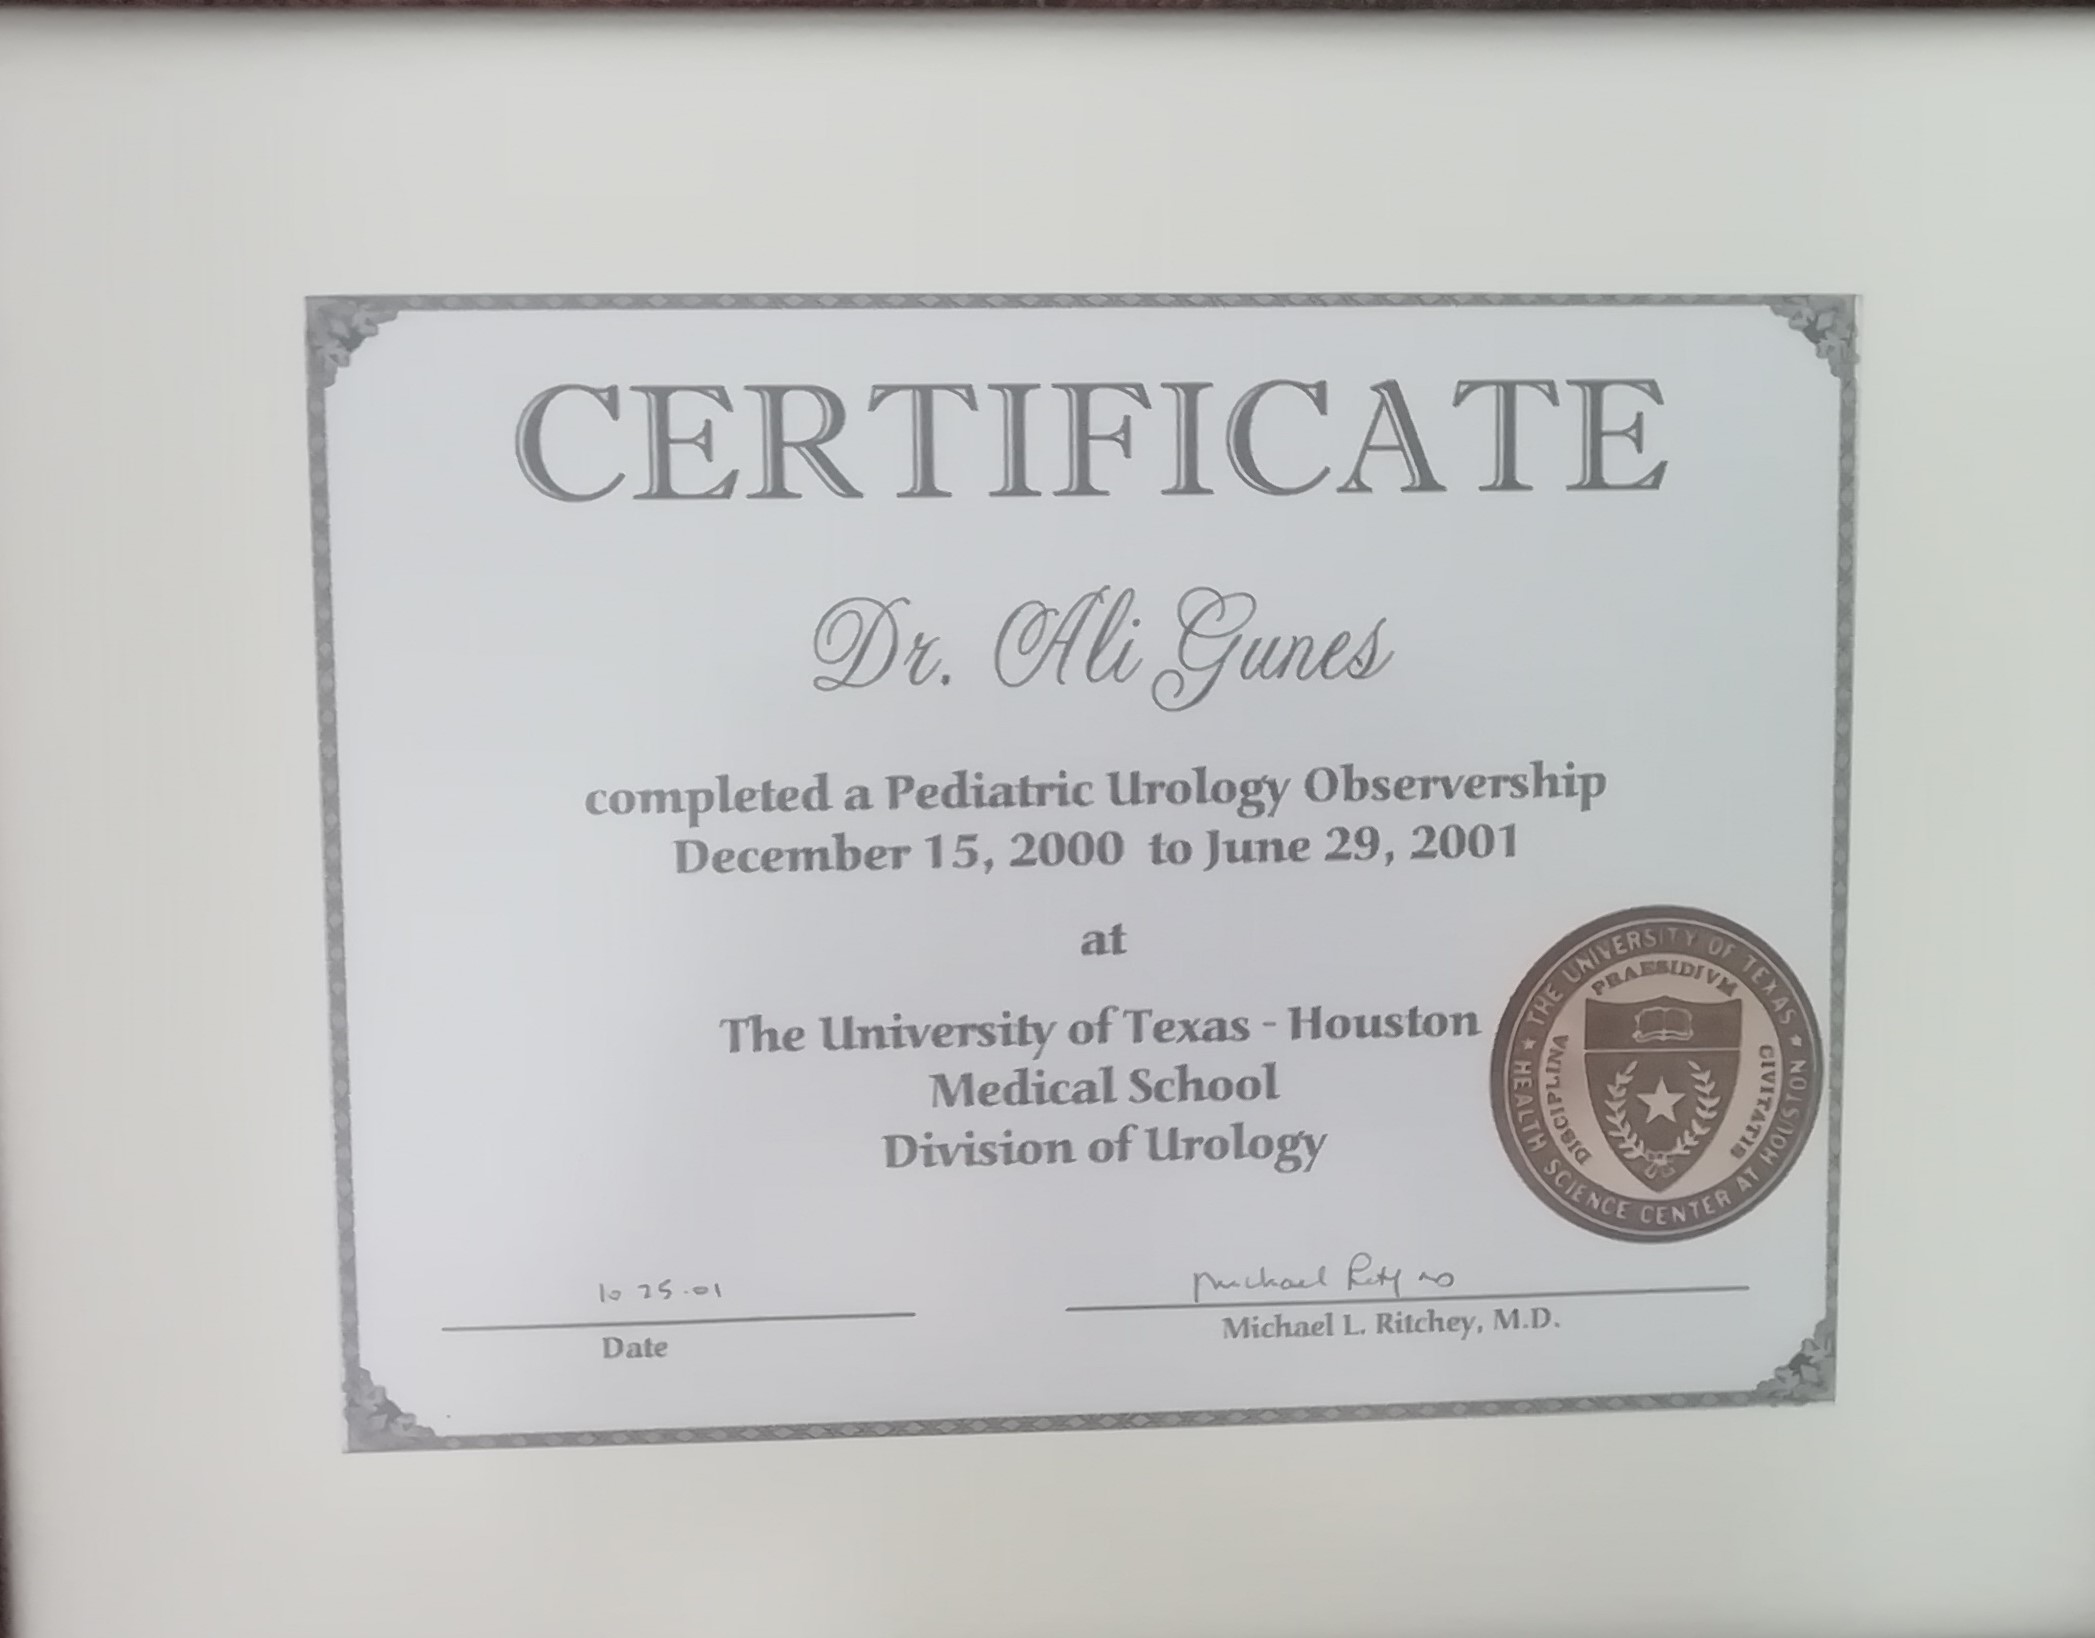 CERTIFICATE
Dr. Ali Gunes
completed a Pediatric Urology Observership
December 15, 2000 to June 29, 2001
at
The University of Texas - Houston
Medical School
Division of Urology
★ THE UNIVERSITY OF TEXAS ★ HEALTH SCIENCE CENTER AT HOUSTON
DISCIPLINA PRAESIDIVM CIVITATIS
10 25.01
Date
Michael
Michael L. Ritchey, M.D.